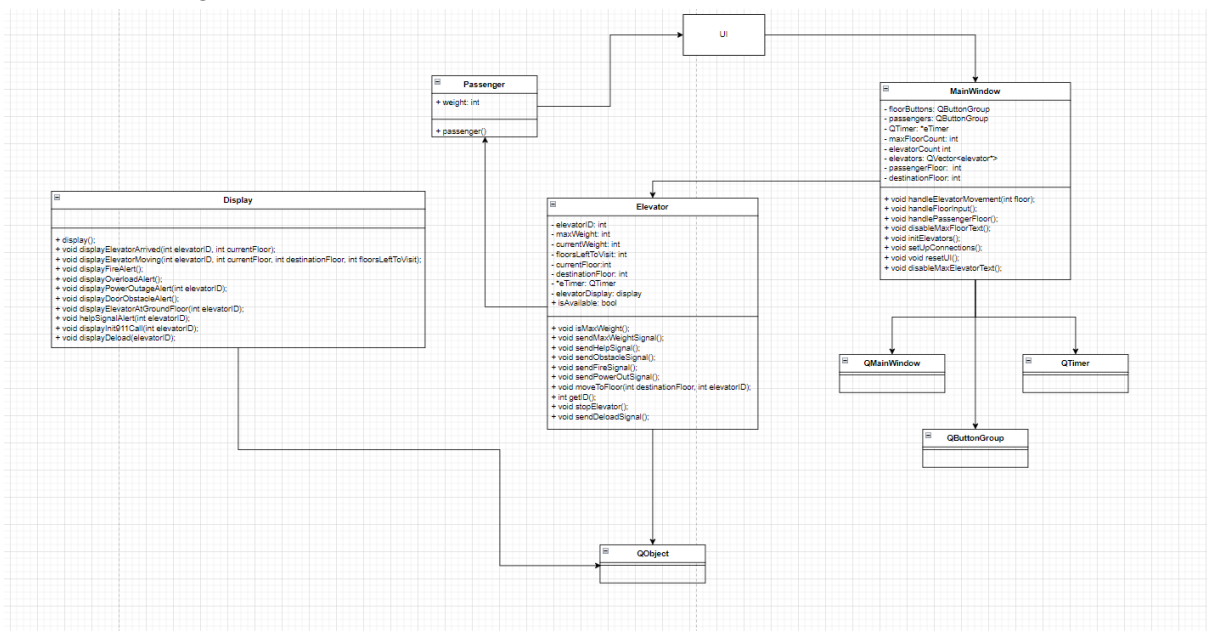 UI
Passenger
+ weight: int
+ passenger()
MainWindow
- floorButtons: QButtonGroup
- passengers: QButtonGroup
- QTimer: *eTimer
- maxFloorCount: int
- elevatorCount int
- elevators: QVector<elevator*>
- passengerFloor: int
- destinationFloor: int
+ void handleElevatorMovement(int floor);
+ void handleFloorInput();
+ void handlePassengerFloor();
+ void disableMaxFloorText();
+ void initElevators();
+ void setUpConnections();
+ void void resetUI();
+ void disableMaxElevatorText();
Display
+ display();
+ void displayElevatorArrived(int elevatorID, int currentFloor);
+ void displayElevatorMoving(int elevatorID, int currentFloor, int destinationFloor, int floorsLeftToVisit);
+ void displayFireAlert();
+ void displayOverloadAlert();
+ void displayPowerOutageAlert(int elevatorID);
+ void displayDoorObstacleAlert();
+ void displayElevatorAtGroundFloor(int elevatorID);
+ void helpSignalAlert(int elevatorID);
+ void displayInit911Call(int elevatorID);
+ void displayDeload(elevatorID);
Elevator
- elevatorID: int
- maxWeight: int
- currentWeight: int
- floorsLeftToVisit: int
- currentFloor:int
- destinationFloor: int
- *eTimer: QTimer
- elevatorDisplay: display
+ isAvailable: bool
+ void isMaxWeight();
+ void sendMaxWeightSignal();
+ void sendHelpSignal();
+ void sendObstacleSignal();
+ void sendFireSignal();
+ void sendPowerOutSignal();
+ void moveToFloor(int destinationFloor, int elevatorID);
+ int getID();
+ void stopElevator();
+ void sendDeloadSignal();
QMainWindow
QTimer
QButtonGroup
QObject